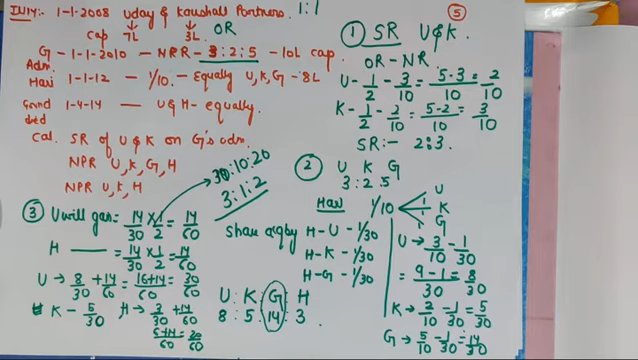 ILL14:- 1-1-2008 Uday & Kaushal Partners. 1:1
cap 7L 3L OR
G - 1-1-2010 - NPR - 3:2:5 - 10L cap
Adm.
Hari 1-1-12 - 1/10. - Equally U, K, G - 8L
Govind 1-4-14 - U & H - equally.
died
Cal. SR of U & K on G's adm.
NPR U, K, G, H
NPR U, K, H
③ U will gas = 14/30 × 1/2 = 14/60
H —— = 14/30 × 1/2 = 14/60
U → 8/30 + 14/60 = 16+14/60 = 30/60
K - 5/30 , H → 3/30 + 14/60
6+14/60 = 20/60
30:10:20
3:1:2
⑤
① SR U & K.
OR - NR
U - 1/2 - 3/10 = 5-3/10 = 2/10
K - 1/2 - 2/10 = 5-2/10 = 3/10
SR:- 2:3.
② U K G
3:2:5
Hari 1/10 U
K
G
Share acq by H - U - 1/30
H - K - 1/30
H - G - 1/30
U → 3/10 - 1/30
= 9-1/30 = 8/30
K → 2/10 - 1/30 = 5/30
G → 5/10 - 1/30 = 14/30
U : K : G : H
8 : 5 : 14 : 3